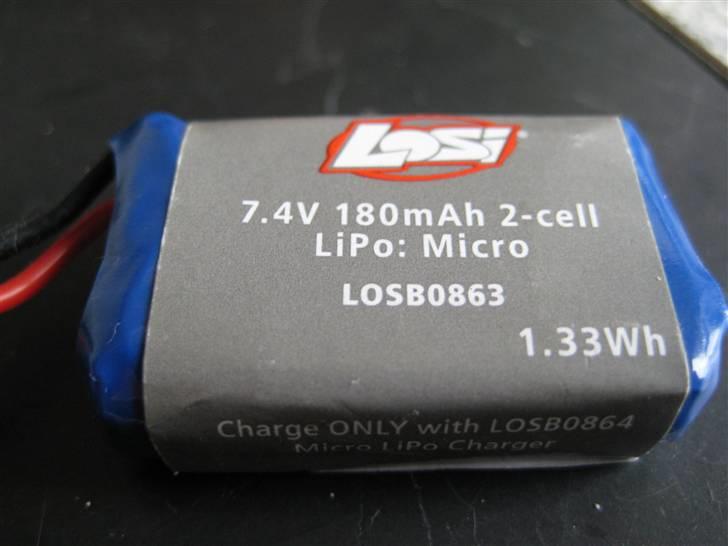 LOSi
7.4V 180mAh 2-cell
LiPo: Micro
LOSB0863
1.33Wh
Charge ONLY with LOSB0864
Micro LiPo Charger